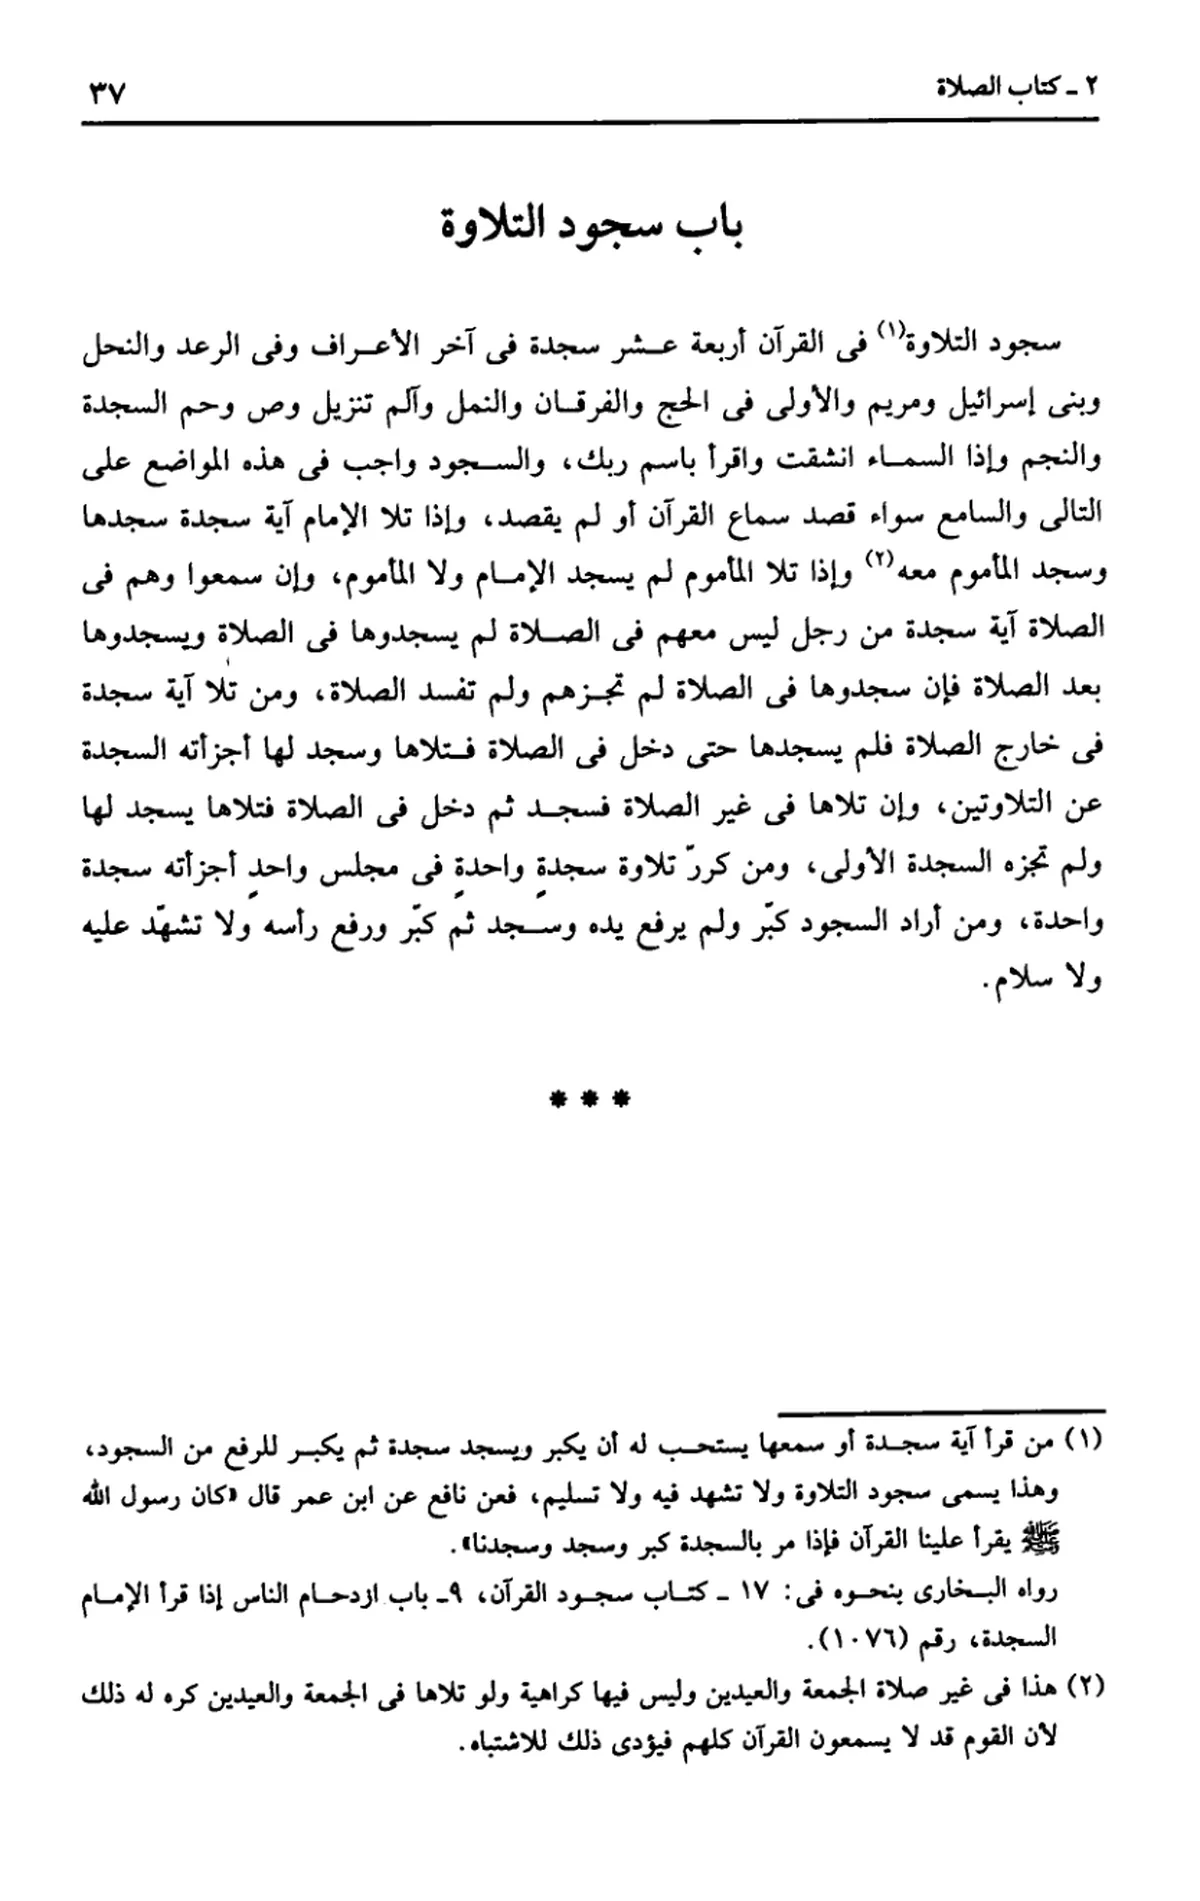 ٢ ـ كتاب الصلاة
٣٧
باب سجود التلاوة
سجود التلاوة(١) فى القرآن أربعة عشر سجدة فى آخر الأعراف وفى الرعد والنحل
وبنى إسرائيل ومريم والأولى فى الحج والفرقان والنمل وآلم تنزيل وص وحم السجدة
والنجم وإذا السماء انشقت واقرأ باسم ربك، والسجود واجب فى هذه المواضع على
التالى والسامع سواء قصد سماع القرآن أو لم يقصد، وإذا تلا الإمام آية سجدة سجدها
وسجد المأموم معه(٢) وإذا تلا المأموم لم يسجد الإمام ولا المأموم، وإن سمعوا وهم فى
الصلاة آية سجدة من رجل ليس معهم فى الصلاة لم يسجدوها فى الصلاة ويسجدوها
بعد الصلاة فإن سجدوها فى الصلاة لم تجزهم ولم تفسد الصلاة، ومن تلا آية سجدة
فى خارج الصلاة فلم يسجدها حتى دخل فى الصلاة فتلاها وسجد لها أجزأته السجدة
عن التلاوتين، وإن تلاها فى غير الصلاة فسجد ثم دخل فى الصلاة فتلاها يسجد لها
ولم تجزه السجدة الأولى، ومن كررّ تلاوة سجدةٍ واحدةٍ فى مجلس واحدٍ أجزأته سجدة
واحدة، ومن أراد السجود كبّر ولم يرفع يده وسجد ثم كبّر ورفع رأسه ولا تشهّد عليه
ولا سلام.
* * *
(١) من قرأ آية سجدة أو سمعها يستحب له أن يكبر ويسجد سجدة ثم يكبر للرفع من السجود،
وهذا يسمى سجود التلاوة ولا تشهد فيه ولا تسليم، فعن نافع عن ابن عمر قال «كان رسول الله
ﷺ يقرأ علينا القرآن فإذا مر بالسجدة كبر وسجد وسجدنا».
رواه البخارى بنحوه فى: ١٧ ـ كتاب سجود القرآن، ٩ـ باب ازدحام الناس إذا قرأ الإمام
السجدة، رقم (١٠٧٦).
(٢) هذا فى غير صلاة الجمعة والعيدين وليس فيها كراهية ولو تلاها فى الجمعة والعيدين كره له ذلك
لأن القوم قد لا يسمعون القرآن كلهم فيؤدى ذلك للاشتباه.